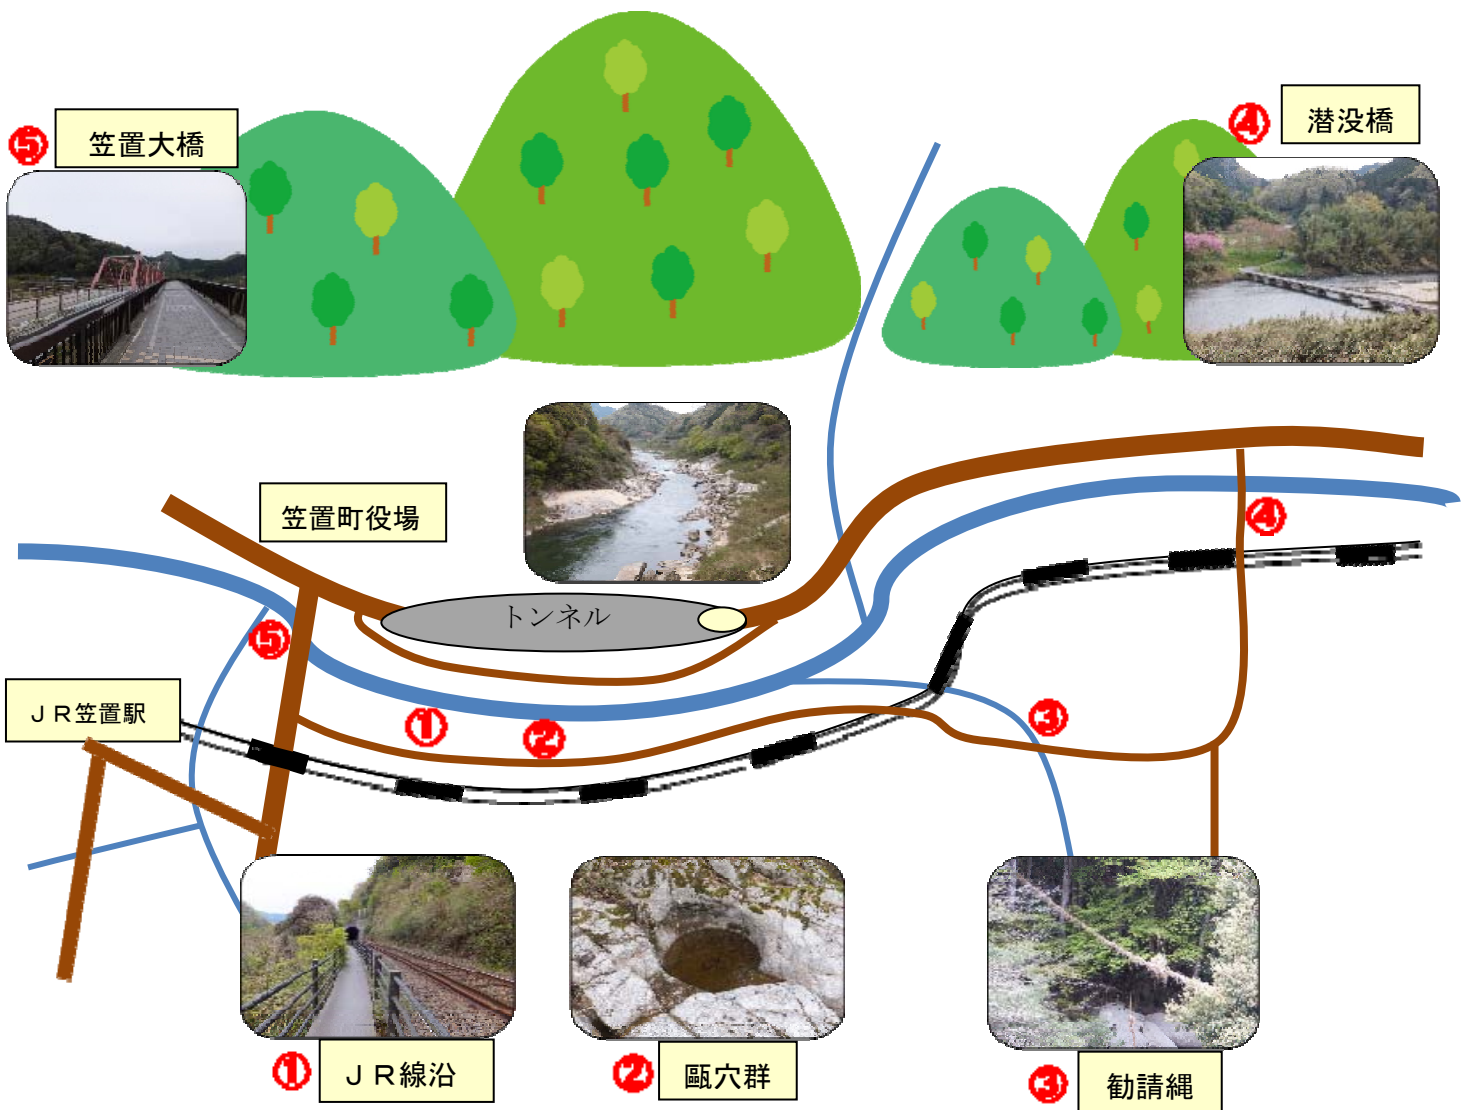 ⑤ 笠置大橋
④ 潜没橋
笠置町役場
④
トンネル
⑤
ＪＲ笠置駅
①
②
③
① ＪＲ線沿
② 甌穴群
③ 勧請縄